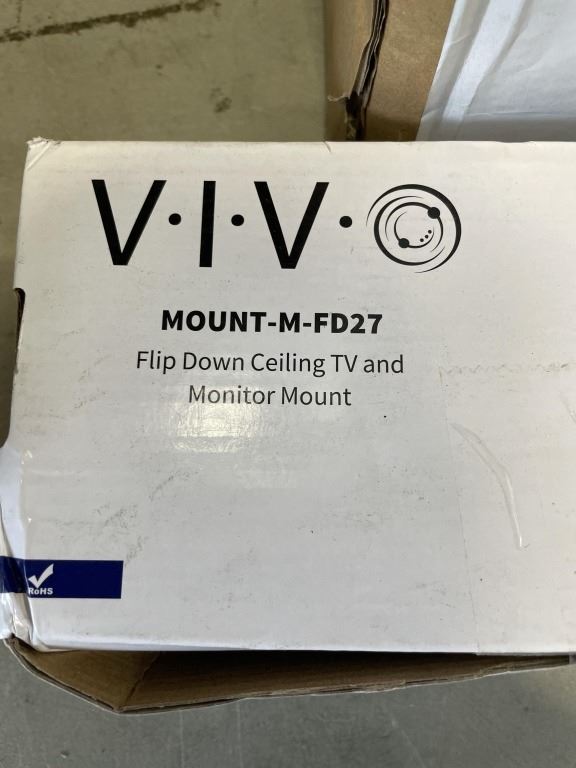 V·I·V·O
MOUNT-M-FD27
Flip Down Ceiling TV and
Monitor Mount
RoHS